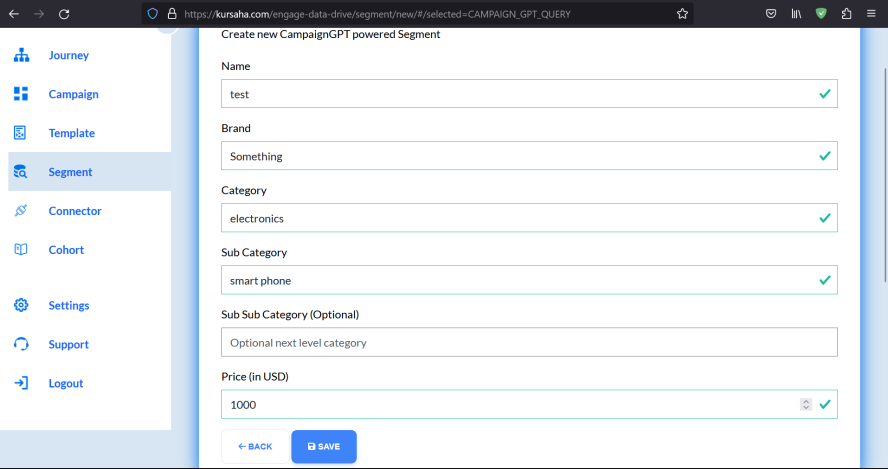 https://kursaha.com/engage-data-drive/segment/new/#/selected=CAMPAIGN_GPT_QUERY
Journey
Campaign
Template
Segment
Connector
Cohort
Settings
Support
Logout
Create new CampaignGPT powered Segment
Name
test
Brand
Something
Category
electronics
Sub Category
smart phone
Sub Sub Category (Optional)
Optional next level category
Price (in USD)
1000
BACK
SAVE